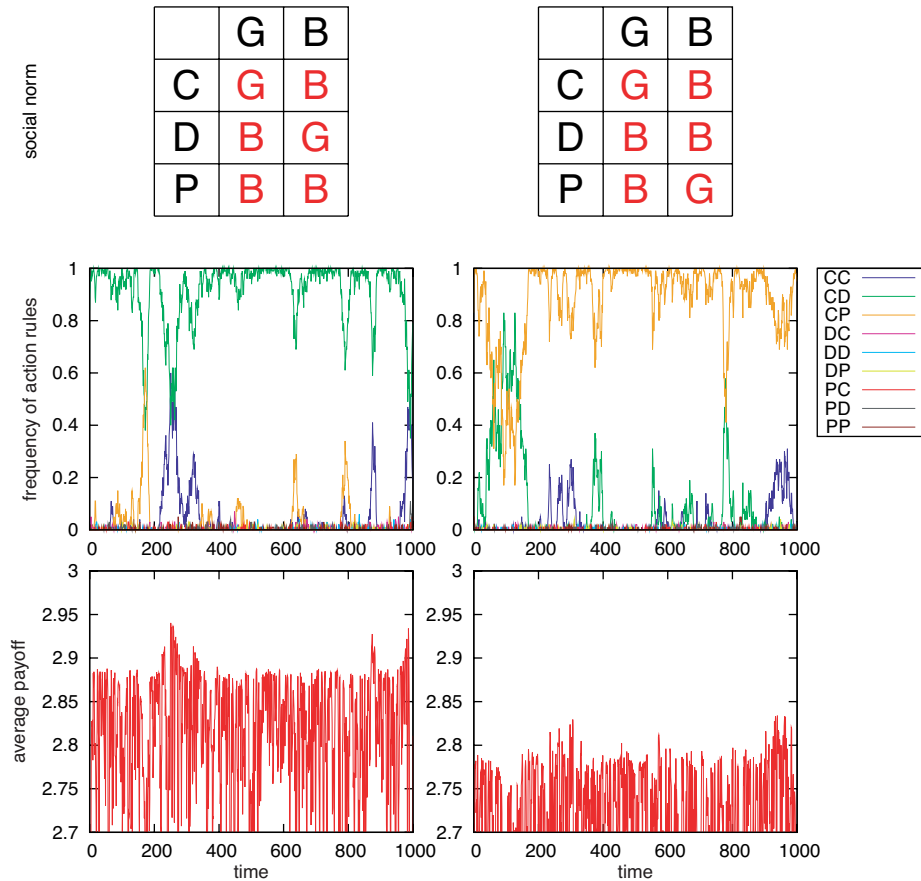 social norm
G B
C G B
D B G
P B B
G B
C G B
D B B
P B G
frequency of action rules
1
0.8
0.6
0.4
0.2
0
0 200 400 600 800 1000
1
0.8
0.6
0.4
0.2
0
0 200 400 600 800 1000
CC
CD
CP
DC
DD
DP
PC
PD
PP
average payoff
3
2.95
2.9
2.85
2.8
2.75
2.7
0 200 400 600 800 1000
time
3
2.95
2.9
2.85
2.8
2.75
2.7
0 200 400 600 800 1000
time